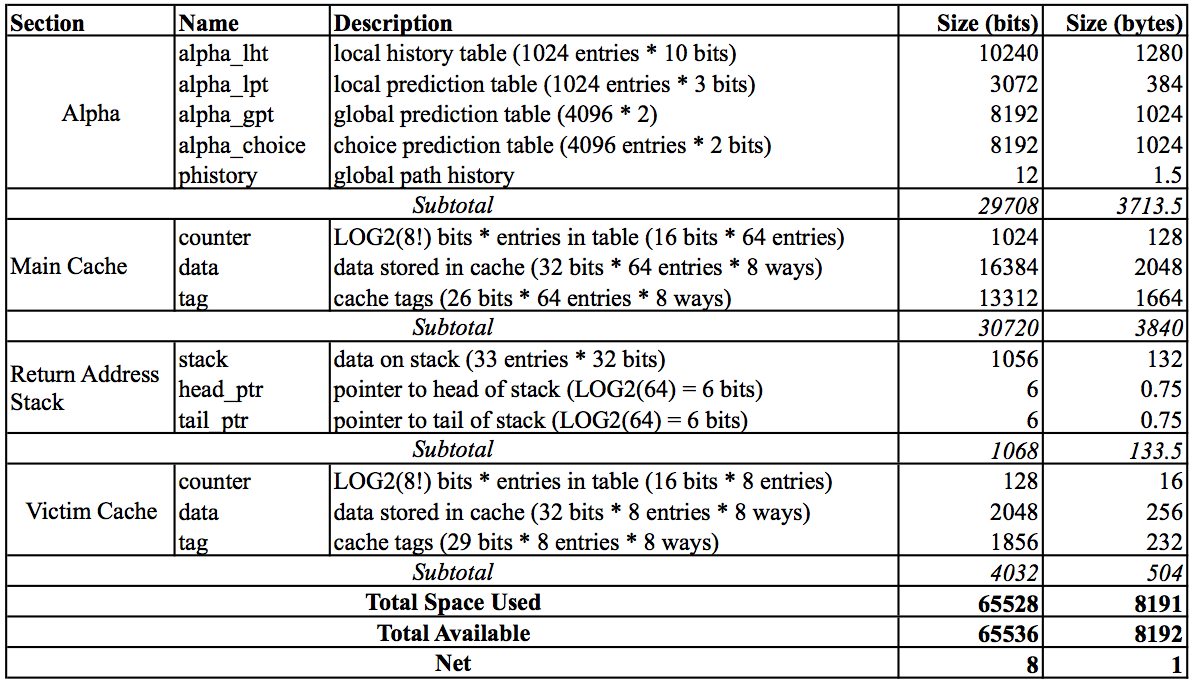 Section Name Description Size (bits) Size (bytes)
Alpha
alpha_lht local history table (1024 entries * 10 bits) 10240 1280
alpha_lpt local prediction table (1024 entries * 3 bits) 3072 384
alpha_gpt global prediction table (4096 * 2) 8192 1024
alpha_choice choice prediction table (4096 entries * 2 bits) 8192 1024
phistory global path history 12 1.5
Subtotal 29708 3713.5
Main Cache
counter LOG2(8!) bits * entries in table (16 bits * 64 entries) 1024 128
data data stored in cache (32 bits * 64 entries * 8 ways) 16384 2048
tag cache tags (26 bits * 64 entries * 8 ways) 13312 1664
Subtotal 30720 3840
Return Address
Stack
stack data on stack (33 entries * 32 bits) 1056 132
head_ptr pointer to head of stack (LOG2(64) = 6 bits) 6 0.75
tail_ptr pointer to tail of stack (LOG2(64) = 6 bits) 6 0.75
Subtotal 1068 133.5
Victim Cache
counter LOG2(8!) bits * entries in table (16 bits * 8 entries) 128 16
data data stored in cache (32 bits * 8 entries * 8 ways) 2048 256
tag cache tags (29 bits * 8 entries * 8 ways) 1856 232
Subtotal 4032 504
Total Space Used 65528 8191
Total Available 65536 8192
Net 8 1